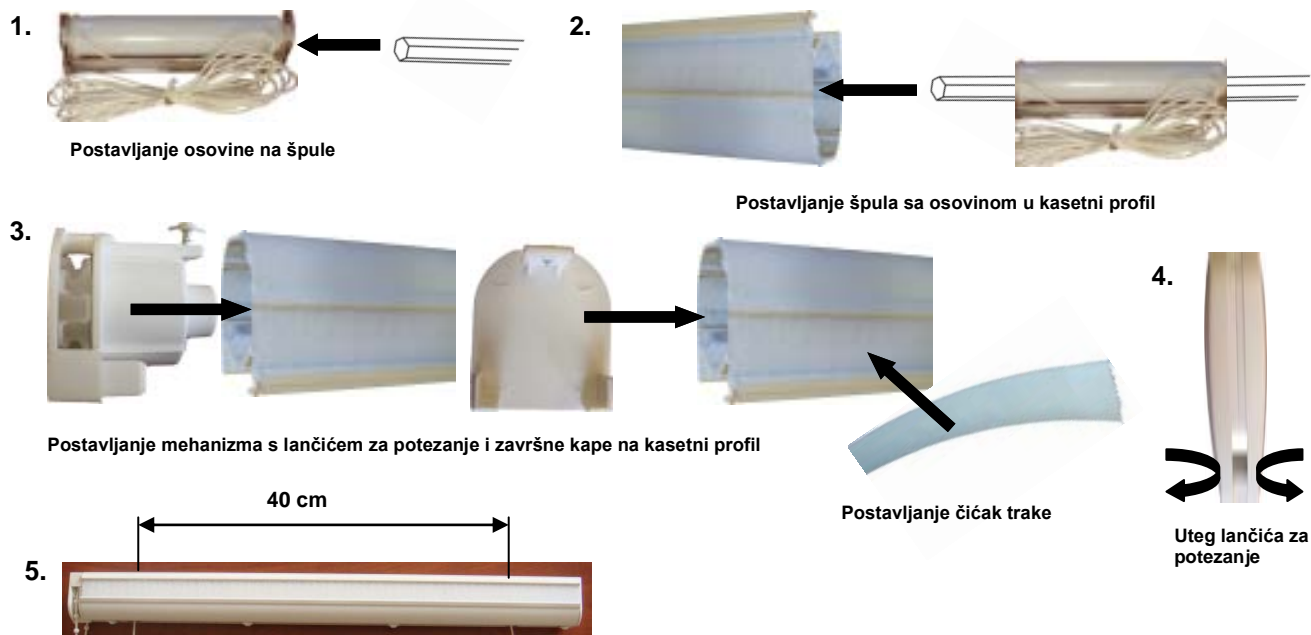 1.
2.
Postavljanje osovine na špule
Postavljanje špula sa osovinom u kasetni profil
3.
4.
Postavljanje mehanizma s lančićem za potezanje i završne kape na kasetni profil
Postavljanje čićak trake
Uteg lančića za
potezanje
40 cm
5.